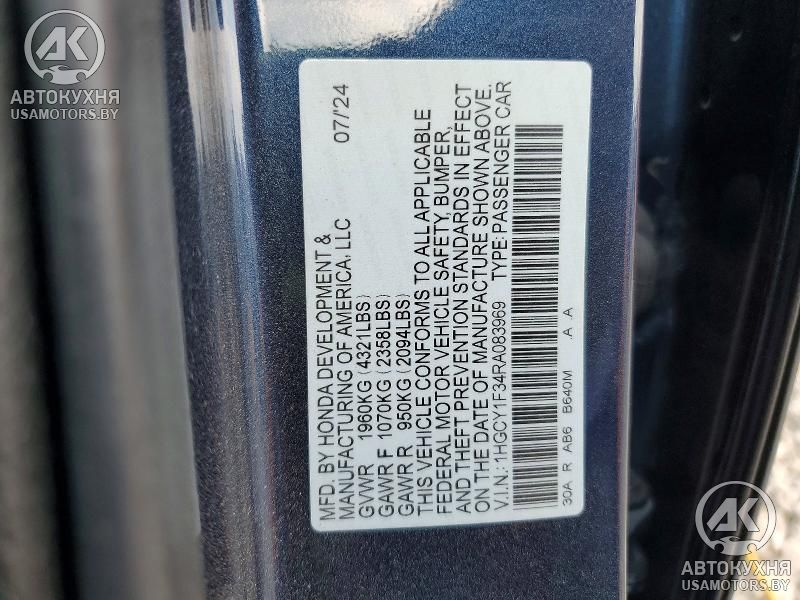 AK
АВТОКУХНЯ
USAMOTORS.BY
MFD. BY HONDA DEVELOPMENT & 07/'24
MANUFACTURING OF AMERICA, LLC
GVWR 1960KG (4321LBS)
GAWR F 1070KG (2358LBS)
GAWR R 950KG (2094LBS)
THIS VEHICLE CONFORMS TO ALL APPLICABLE
FEDERAL MOTOR VEHICLE SAFETY, BUMPER,
AND THEFT PREVENTION STANDARDS IN EFFECT
ON THE DATE OF MANUFACTURE SHOWN ABOVE.
V.I.N.:1HGCY1F34RA083969 TYPE:PASSENGER CAR
30A R AB6 B640M .A .A
AK
АВТОКУХНЯ
USAMOTORS.BY